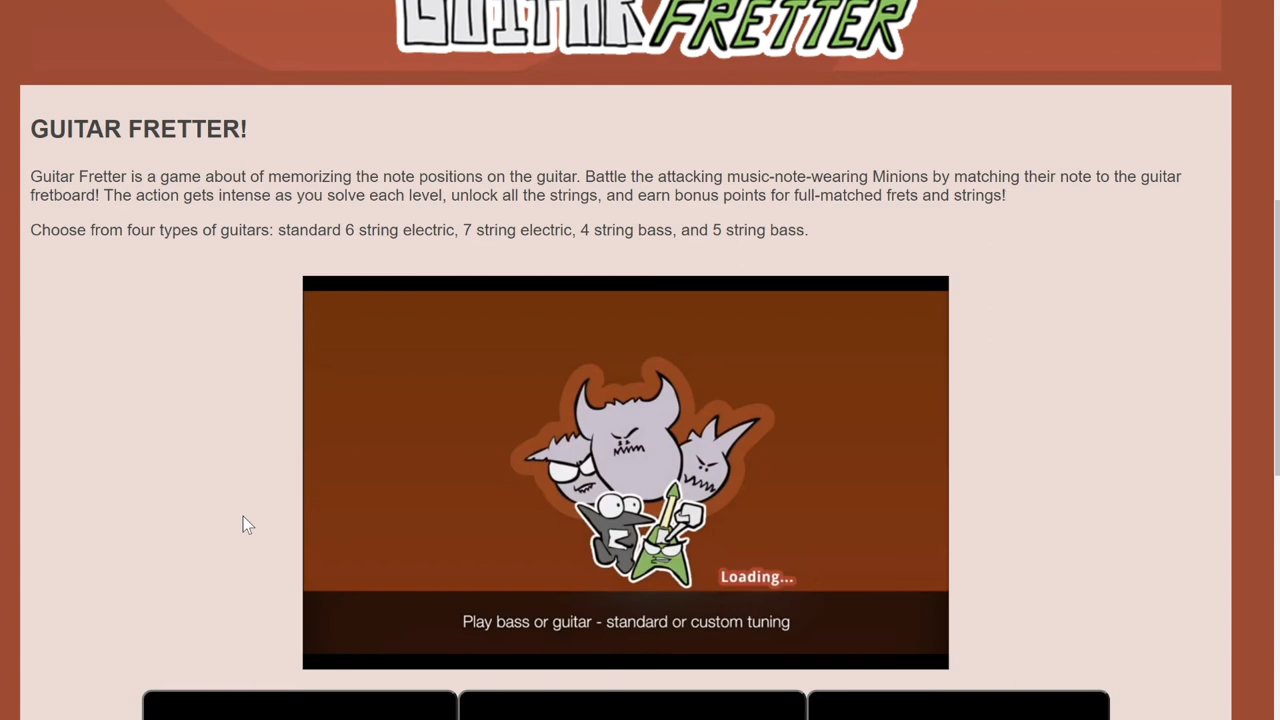 GUITAR FRETTER
GUITAR FRETTER!
Guitar Fretter is a game about of memorizing the note positions on the guitar. Battle the attacking music-note-wearing Minions by matching their note to the guitar
fretboard! The action gets intense as you solve each level, unlock all the strings, and earn bonus points for full-matched frets and strings!
Choose from four types of guitars: standard 6 string electric, 7 string electric, 4 string bass, and 5 string bass.
Loading...
Play bass or guitar - standard or custom tuning